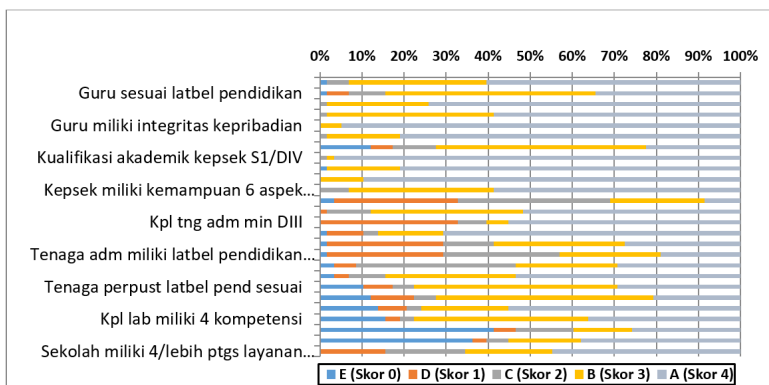 0% 10% 20% 30% 40% 50% 60% 70% 80% 90% 100%
Guru sesuai latbel pendidikan
Guru miliki integritas kepribadian
Kualifikasi akademik kepsek S1/DIV
Kepsek miliki kemampuan 6 aspek...
Kpl tng adm min DIII
Tenaga adm miliki latbel pendidikan...
Tenaga perpust latbel pend sesuai
Kpl lab miliki 4 kompetensi
Sekolah miliki 4/lebih ptgs layanan...
E (Skor 0) D (Skor 1) C (Skor 2) B (Skor 3) A (Skor 4)